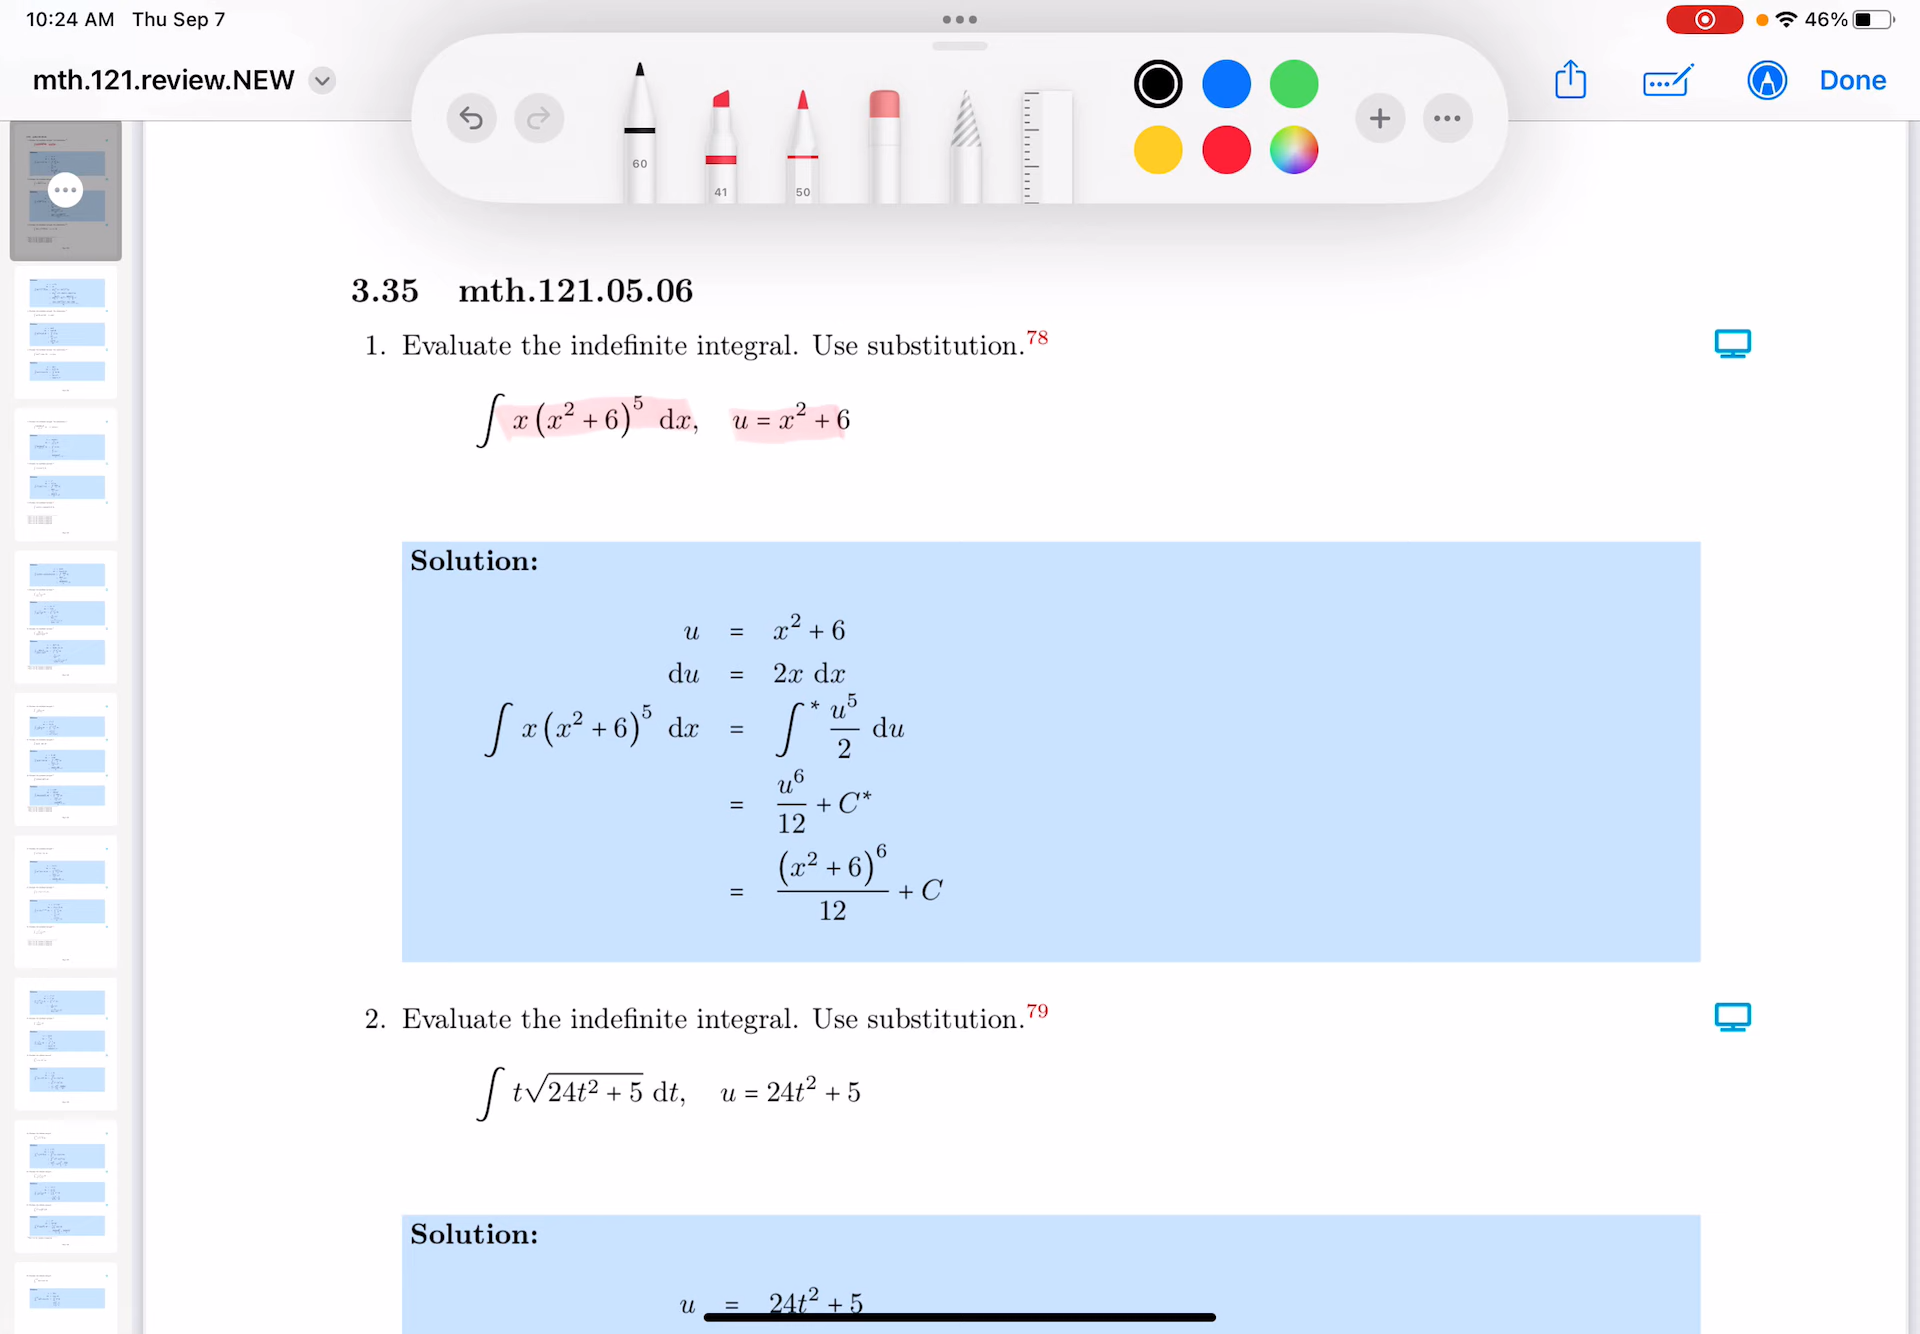 10:24 AM Thu Sep 7
46%
mth.121.review.NEW
Done
60
41
50
3.35 mth.121.05.06
1. Evaluate the indefinite integral. Use substitution.⁷⁸
∫ x(x² + 6)⁵ dx, u = x² + 6
Solution:
u = x² + 6
du = 2x dx
∫ x(x² + 6)⁵ dx = ∫* u⁵/2 du
= u⁶/12 + C*
= (x² + 6)⁶/12 + C
2. Evaluate the indefinite integral. Use substitution.⁷⁹
∫ t√(24t² + 5) dt, u = 24t² + 5
Solution:
u = 24t² + 5